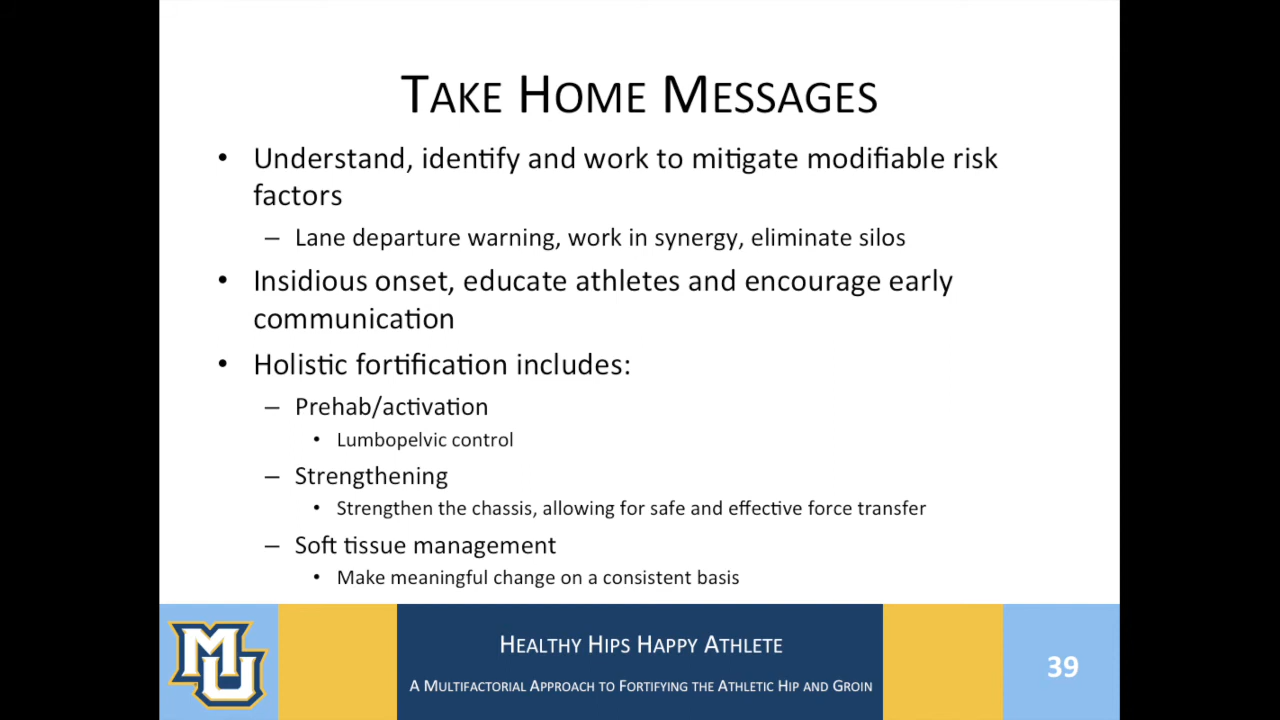 TAKE HOME MESSAGES
• Understand, identify and work to mitigate modifiable risk
factors
– Lane departure warning, work in synergy, eliminate silos
• Insidious onset, educate athletes and encourage early
communication
• Holistic fortification includes:
– Prehab/activation
• Lumbopelvic control
– Strengthening
• Strengthen the chassis, allowing for safe and effective force transfer
– Soft tissue management
• Make meaningful change on a consistent basis
MU
HEALTHY HIPS HAPPY ATHLETE
A MULTIFACTORIAL APPROACH TO FORTIFYING THE ATHLETIC HIP AND GROIN
39